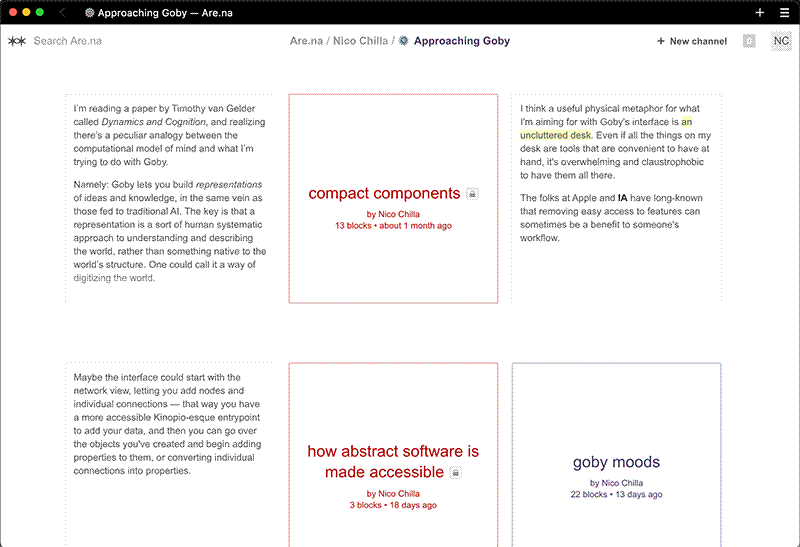 Approaching Goby — Are.na
Search Are.na
Are.na / Nico Chilla / Approaching Goby
+ New channel
NC
I'm reading a paper by Timothy van Gelder
called Dynamics and Cognition, and realizing
there's a peculiar analogy between the
computational model of mind and what I'm
trying to do with Goby.
Namely: Goby lets you build representations
of ideas and knowledge, in the same vein as
those fed to traditional AI. The key is that a
representation is a sort of human systematic
approach to understanding and describing
the world, rather than something native to the
world's structure. One could call it a way of
digitizing the world.
compact components
by Nico Chilla
13 blocks • about 1 month ago
I think a useful physical metaphor for what
I'm aiming for with Goby's interface is an
uncluttered desk. Even if all the things on my
desk are tools that are convenient to have at
hand, it's overwhelming and claustrophobic
to have them all there.
The folks at Apple and IA have long-known
that removing easy access to features can
sometimes be a benefit to someone's
workflow.
Maybe the interface could start with the
network view, letting you add nodes and
individual connections — that way you have
a more accessible Kinopio-esque entrypoint
to add your data, and then you can go over
the objects you've created and begin adding
properties to them, or converting individual
connections into properties.
how abstract software is
made accessible
by Nico Chilla
3 blocks • 18 days ago
goby moods
by Nico Chilla
22 blocks • 13 days ago